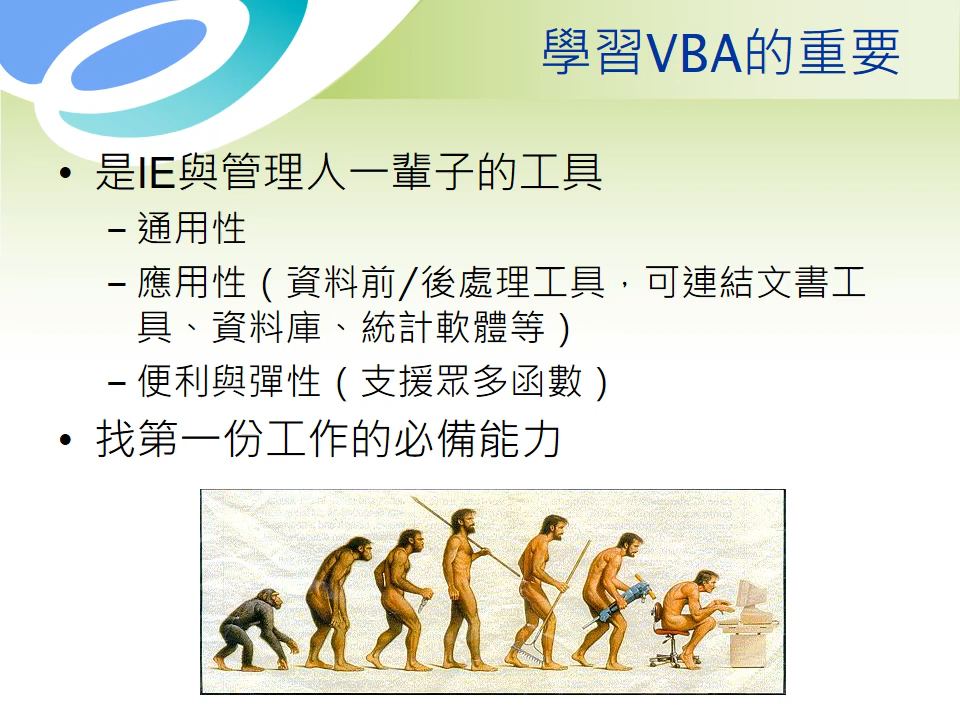 學習VBA的重要
• 是IE與管理人一輩子的工具
– 通用性
– 應用性（資料前/後處理工具，可連結文書工
具、資料庫、統計軟體等）
– 便利與彈性（支援眾多函數）
• 找第一份工作的必備能力